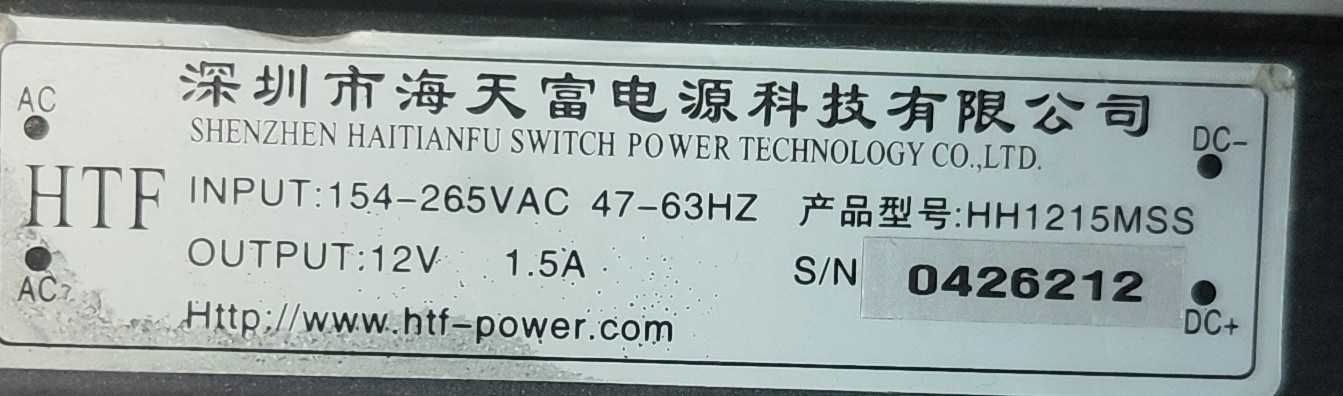 深圳市海天富电源科技有限公司
SHENZHEN HAITIANFU SWITCH POWER TECHNOLOGY CO.,LTD.
AC
DC-
HTF
INPUT:154-265VAC 47-63HZ 产品型号:HH1215MSS
OUTPUT:12V 1.5A S/N 0426212
AC
DC+
Http://www.htf-power.com